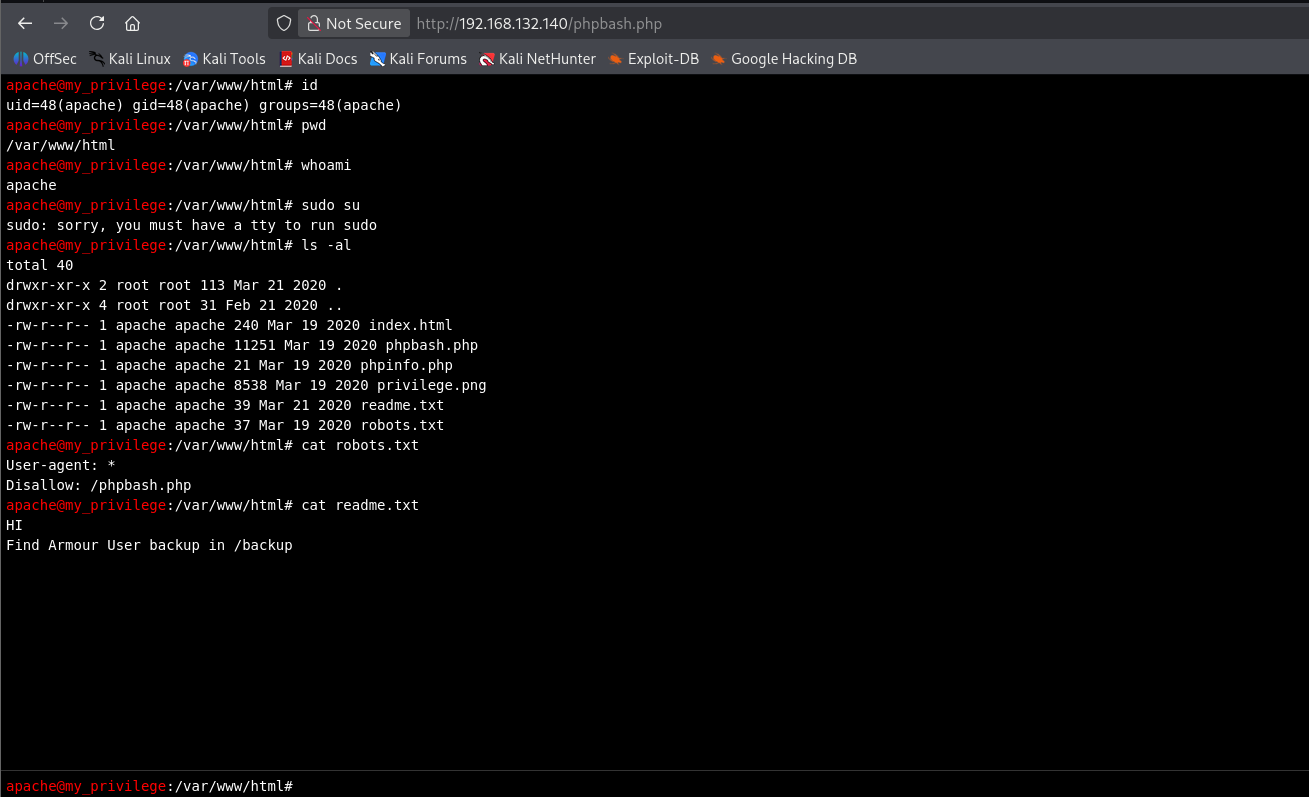 Not Secure http://192.168.132.140/phpbash.php
OffSec Kali Linux Kali Tools Kali Docs Kali Forums Kali NetHunter Exploit-DB Google Hacking DB
apache@my_privilege:/var/www/html# id
uid=48(apache) gid=48(apache) groups=48(apache)
apache@my_privilege:/var/www/html# pwd
/var/www/html
apache@my_privilege:/var/www/html# whoami
apache
apache@my_privilege:/var/www/html# sudo su
sudo: sorry, you must have a tty to run sudo
apache@my_privilege:/var/www/html# ls -al
total 40
drwxr-xr-x 2 root root 113 Mar 21 2020 .
drwxr-xr-x 4 root root 31 Feb 21 2020 ..
-rw-r--r-- 1 apache apache 240 Mar 19 2020 index.html
-rw-r--r-- 1 apache apache 11251 Mar 19 2020 phpbash.php
-rw-r--r-- 1 apache apache 21 Mar 19 2020 phpinfo.php
-rw-r--r-- 1 apache apache 8538 Mar 19 2020 privilege.png
-rw-r--r-- 1 apache apache 39 Mar 21 2020 readme.txt
-rw-r--r-- 1 apache apache 37 Mar 19 2020 robots.txt
apache@my_privilege:/var/www/html# cat robots.txt
User-agent: *
Disallow: /phpbash.php
apache@my_privilege:/var/www/html# cat readme.txt
HI
Find Armour User backup in /backup
apache@my_privilege:/var/www/html#